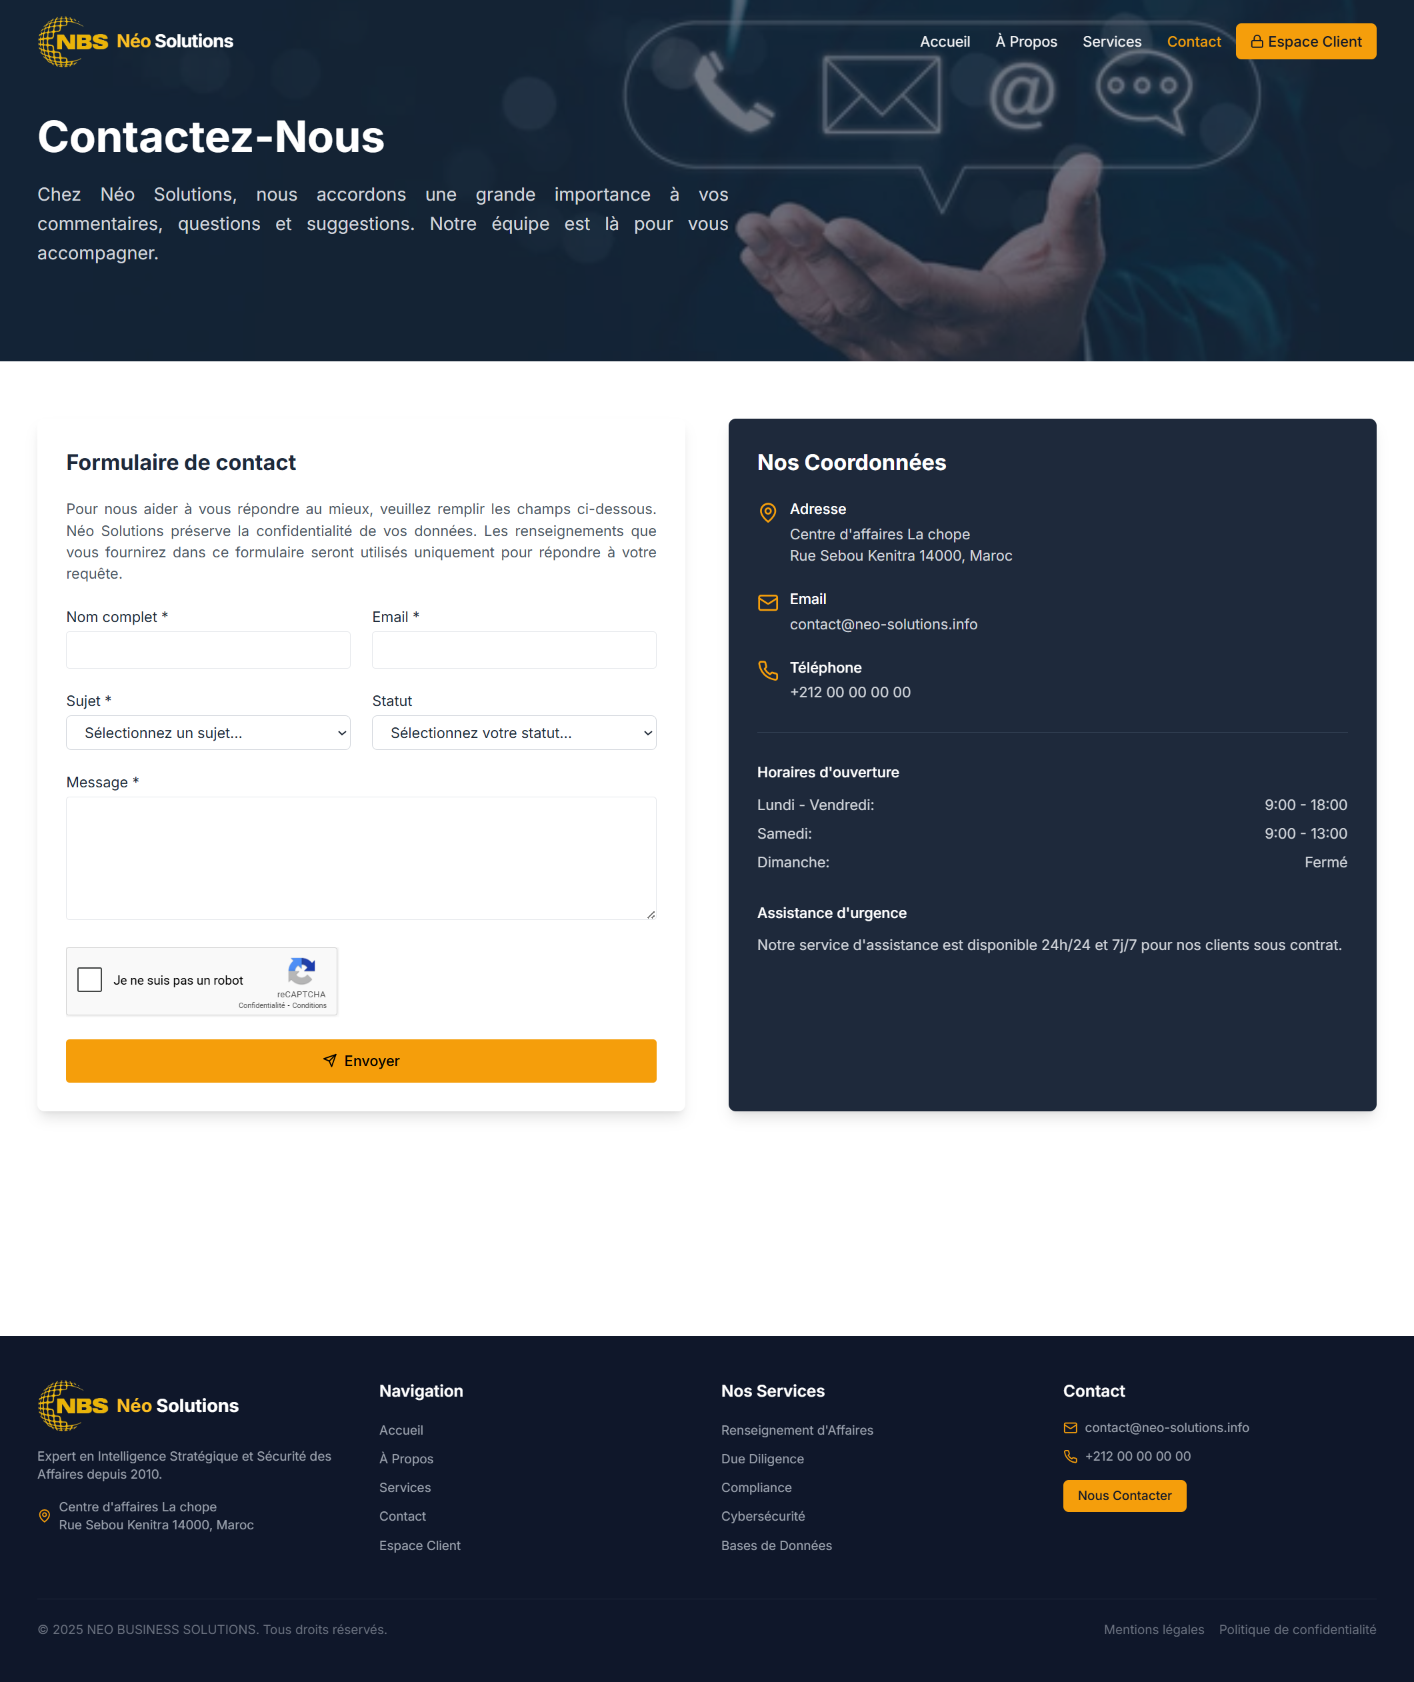 NBS Néo Solutions
Accueil À Propos Services Contact Espace Client
Contactez-Nous
Chez Néo Solutions, nous accordons une grande importance à vos
commentaires, questions et suggestions. Notre équipe est là pour vous
accompagner.
Formulaire de contact
Pour nous aider à vous répondre au mieux, veuillez remplir les champs ci-dessous.
Néo Solutions préserve la confidentialité de vos données. Les renseignements que
vous fournirez dans ce formulaire seront utilisés uniquement pour répondre à votre
requête.
Nom complet * Email *
Sujet * Statut
Sélectionnez un sujet... Sélectionnez votre statut...
Message *
Je ne suis pas un robot
reCAPTCHA
Confidentialité - Conditions
Envoyer
Nos Coordonnées
Adresse
Centre d'affaires La chope
Rue Sebou Kenitra 14000, Maroc
Email
contact@neo-solutions.info
Téléphone
+212 00 00 00 00
Horaires d'ouverture
Lundi - Vendredi: 9:00 - 18:00
Samedi: 9:00 - 13:00
Dimanche: Fermé
Assistance d'urgence
Notre service d'assistance est disponible 24h/24 et 7j/7 pour nos clients sous contrat.
NBS Néo Solutions
Expert en Intelligence Stratégique et Sécurité des
Affaires depuis 2010.
Centre d'affaires La chope
Rue Sebou Kenitra 14000, Maroc
Navigation
Accueil
À Propos
Services
Contact
Espace Client
Nos Services
Renseignement d'Affaires
Due Diligence
Compliance
Cybersécurité
Bases de Données
Contact
contact@neo-solutions.info
+212 00 00 00 00
Nous Contacter
© 2025 NEO BUSINESS SOLUTIONS. Tous droits réservés.
Mentions légales Politique de confidentialité